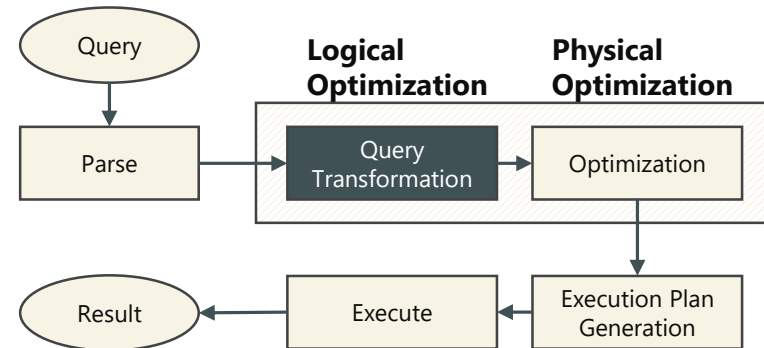 Query
Logical
Optimization
Physical
Optimization
Parse
Query
Transformation
Optimization
Result
Execute
Execution Plan
Generation